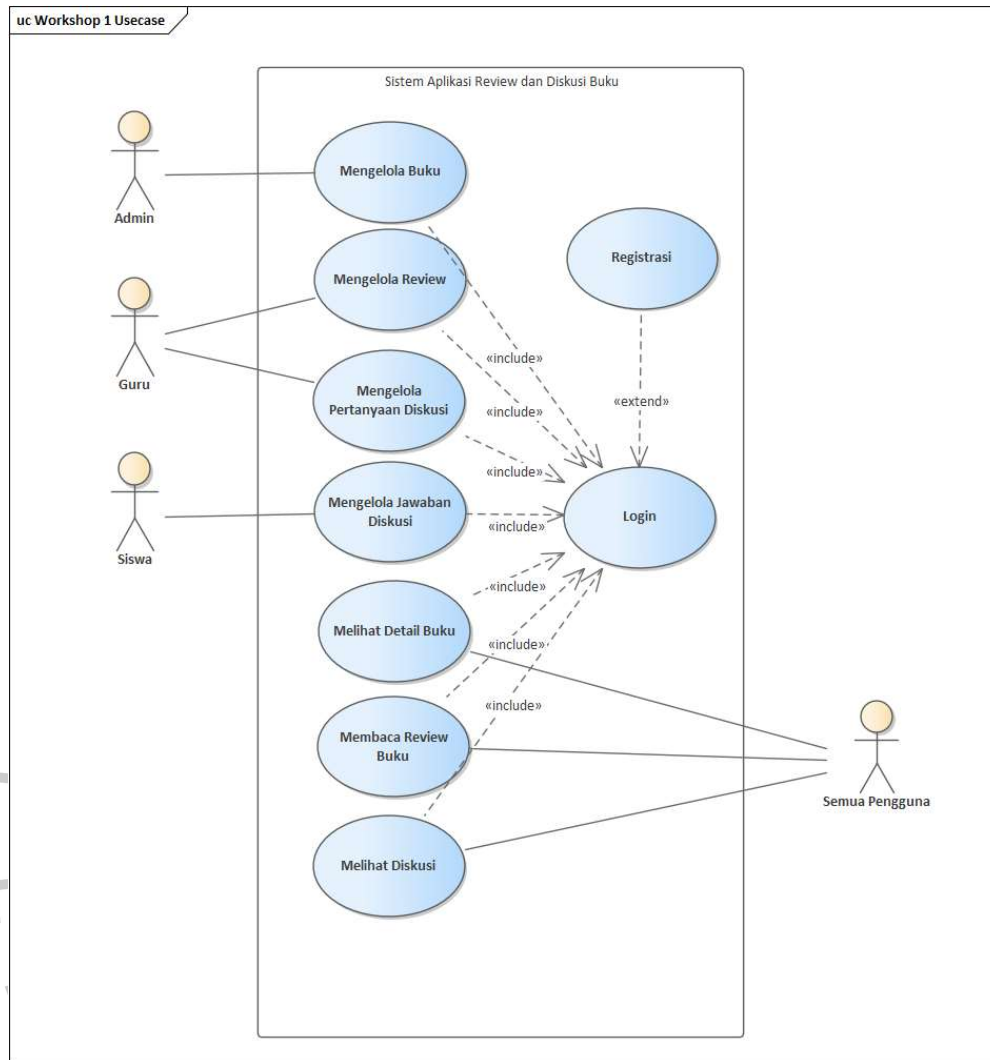 uc Workshop 1 Usecase
Sistem Aplikasi Review dan Diskusi Buku
Admin
Mengelola Buku
Registrasi
Guru
Mengelola Review
«include»
Mengelola
Pertanyaan Diskusi
«include»
«extend»
«include»
Siswa
Mengelola Jawaban
Diskusi
«include»
Login
Melihat Detail Buku
«include»
«include»
Membaca Review
Buku
«include»
Semua Pengguna
Melihat Diskusi